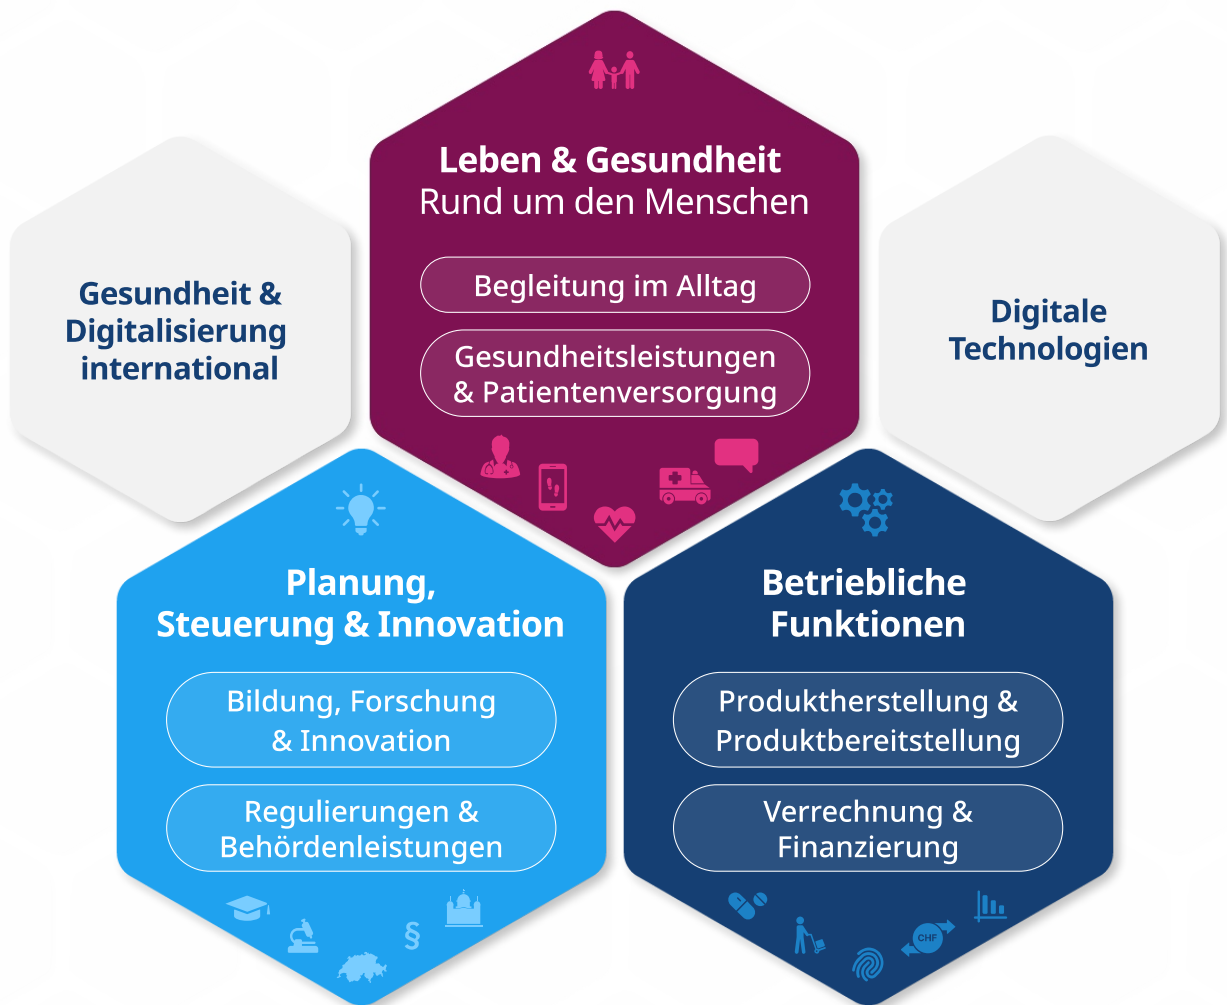 Leben & Gesundheit
Rund um den Menschen
Begleitung im Alltag
Gesundheitsleistungen
& Patientenversorgung
Gesundheit &
Digitalisierung
international
Digitale
Technologien
Planung,
Steuerung & Innovation
Bildung, Forschung
& Innovation
Regulierungen &
Behördenleistungen
§
Betriebliche
Funktionen
Produktherstellung &
Produktbereitstellung
Verrechnung &
Finanzierung
CHF